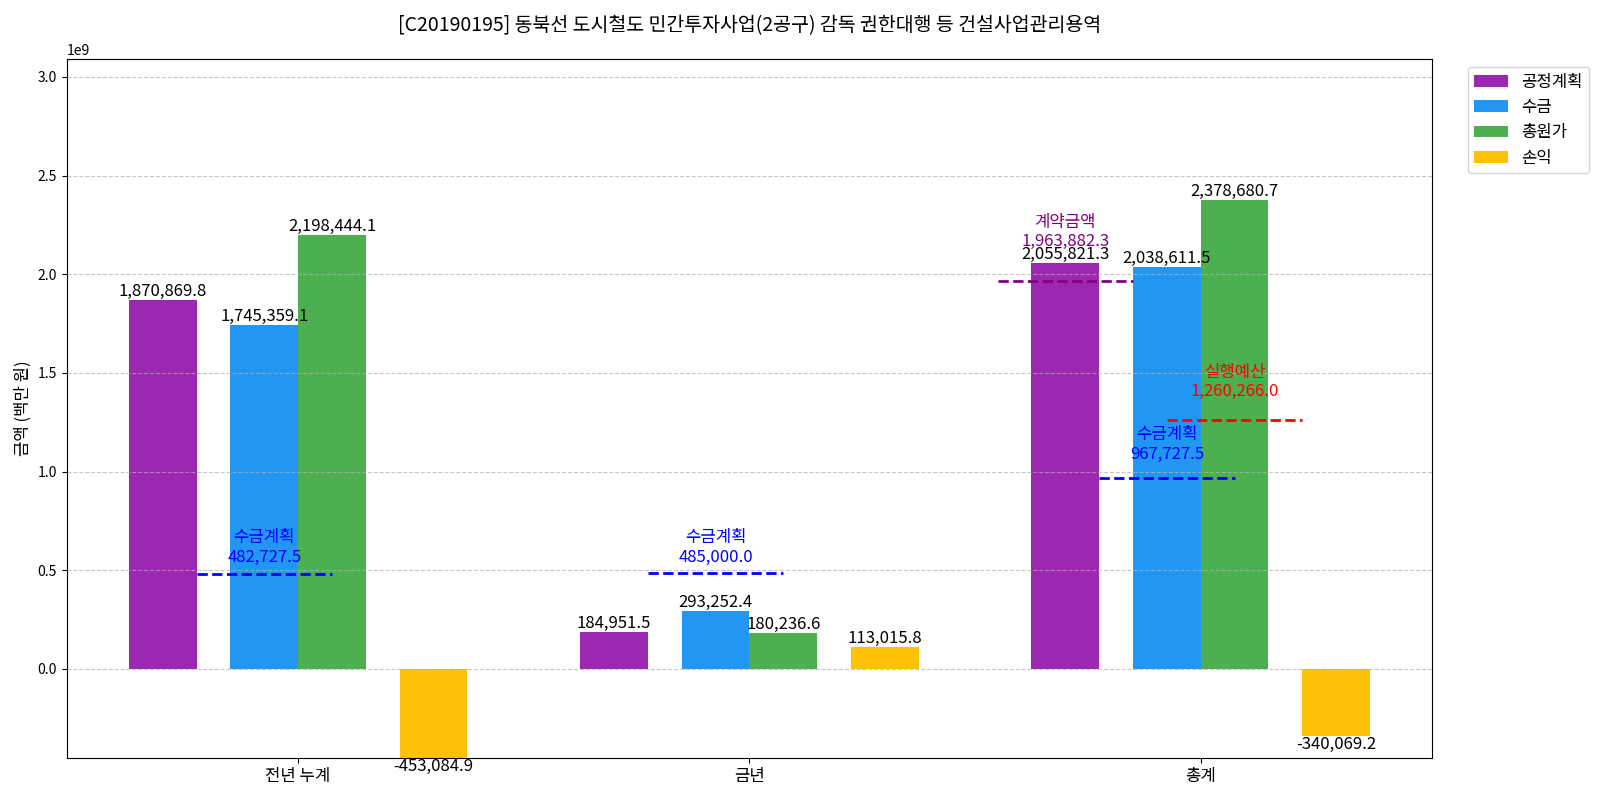 [C20190195] 동북선 도시철도 민간투자사업(2공구) 감독 권한대행 등 건설사업관리용역
1e9
3.0
2.5
2.0
1.5
1.0
0.5
0.0
금액 (백만 원)
1,870,869.8
1,745,359.1
2,198,444.1
수금계획
482,727.5
-453,084.9
184,951.5
수금계획
485,000.0
293,252.4
180,236.6
113,015.8
계약금액
1,963,882.3
2,055,821.3
2,038,611.5
2,378,680.7
실행예산
1,260,266.0
수금계획
967,727.5
-340,069.2
전년 누계
금년
총계
공정계획
수금
총원가
손익